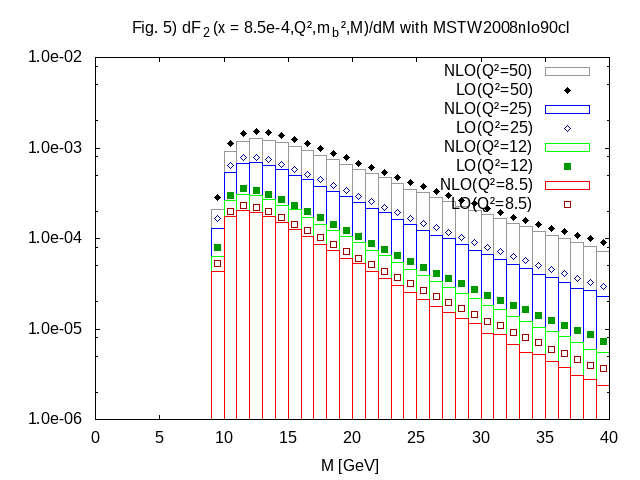 Fig. 5) dF₂(x = 8.5e-4,Q²,m_b²,M)/dM with MSTW2008nlo90cl
1.0e-02
NLO(Q²=50)
LO(Q²=50)
NLO(Q²=25)
LO(Q²=25)
1.0e-03
NLO(Q²=12)
LO(Q²=12)
NLO(Q²=8.5)
LO(Q²=8.5)
1.0e-04
1.0e-05
1.0e-06
0 5 10 15 20 25 30 35 40
M [GeV]